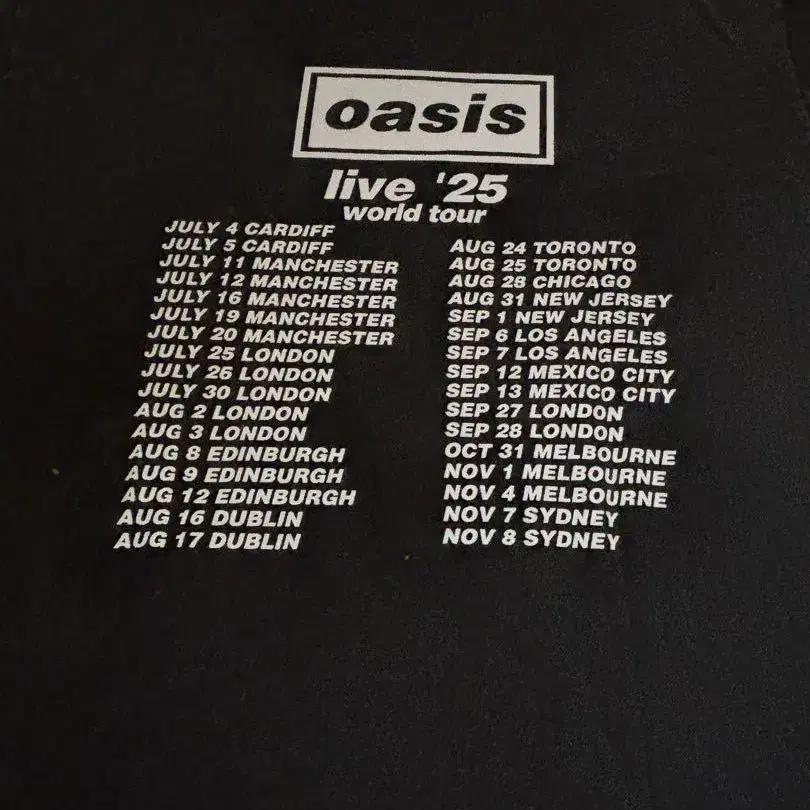 oasis
live '25
world tour
JULY 4 CARDIFF
JULY 5 CARDIFF
JULY 11 MANCHESTER
JULY 12 MANCHESTER
JULY 16 MANCHESTER
JULY 19 MANCHESTER
JULY 20 MANCHESTER
JULY 25 LONDON
JULY 26 LONDON
JULY 30 LONDON
AUG 2 LONDON
AUG 3 LONDON
AUG 8 EDINBURGH
AUG 9 EDINBURGH
AUG 12 EDINBURGH
AUG 16 DUBLIN
AUG 17 DUBLIN
AUG 24 TORONTO
AUG 25 TORONTO
AUG 28 CHICAGO
AUG 31 NEW JERSEY
SEP 1 NEW JERSEY
SEP 6 LOS ANGELES
SEP 7 LOS ANGELES
SEP 12 MEXICO CITY
SEP 13 MEXICO CITY
SEP 27 LONDON
SEP 28 LONDON
OCT 31 MELBOURNE
NOV 1 MELBOURNE
NOV 4 MELBOURNE
NOV 7 SYDNEY
NOV 8 SYDNEY